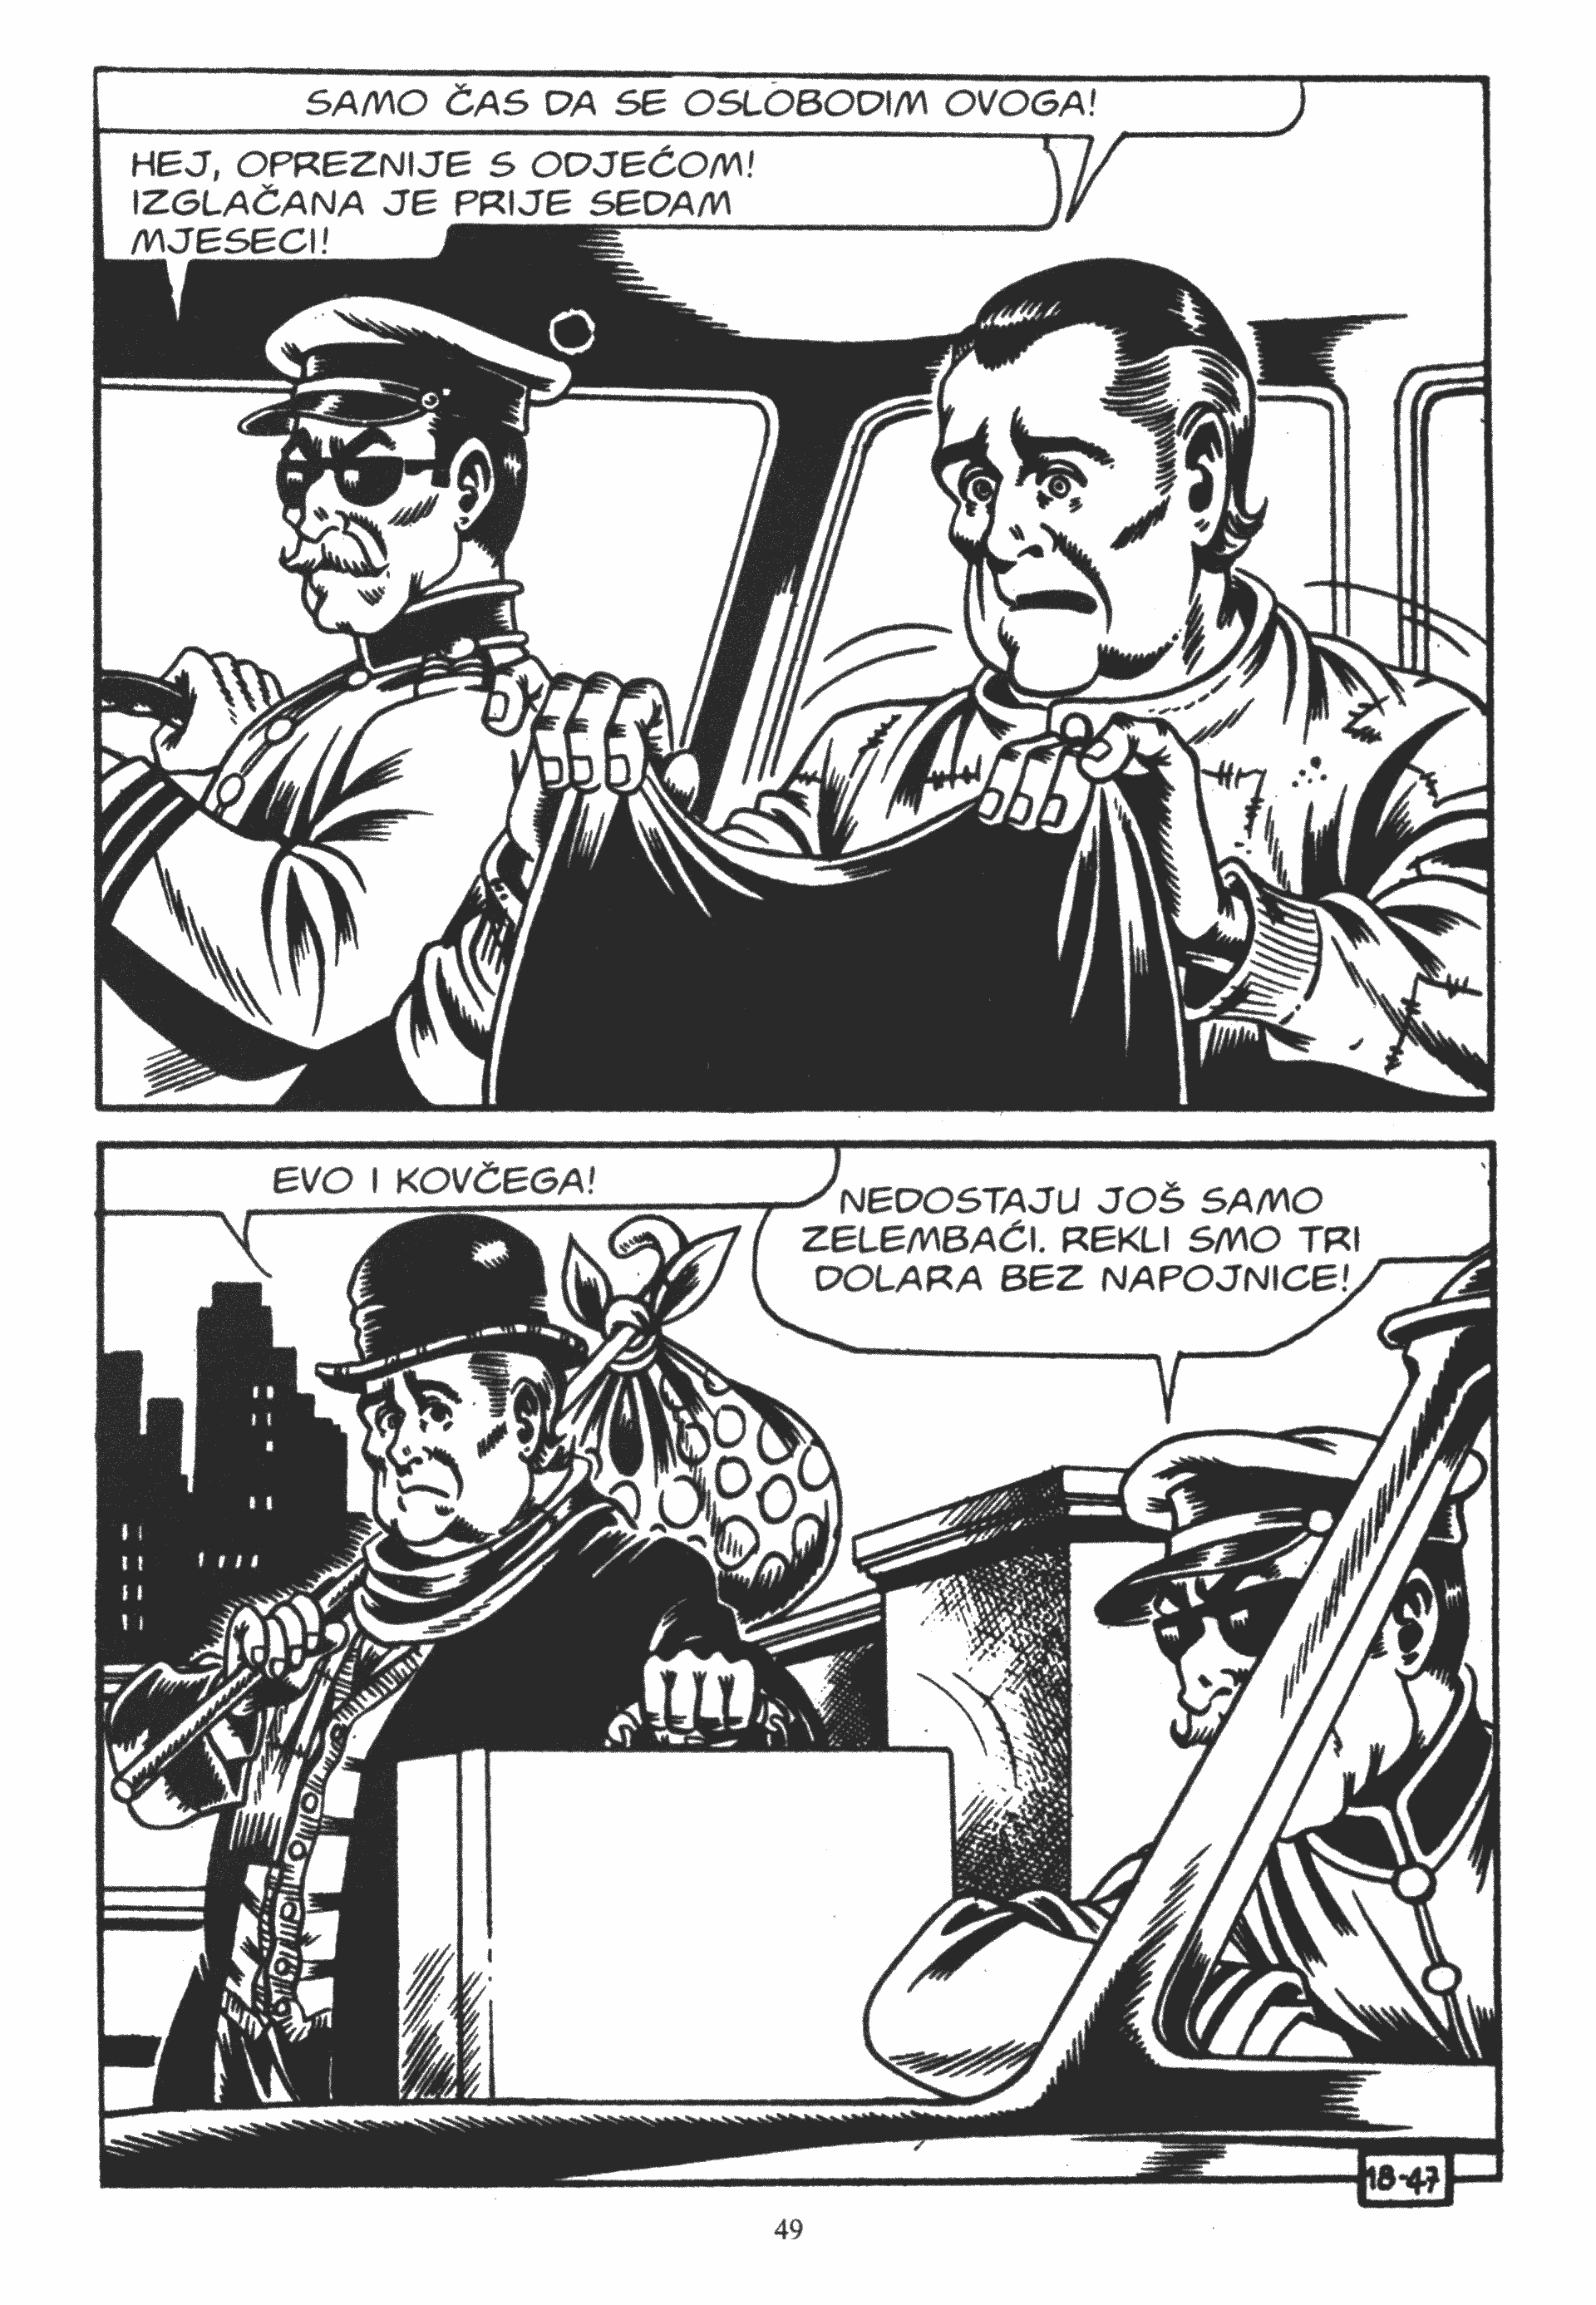 SAMO ČAS DA SE OSLOBODIM OVOGA!
HEJ, OPREZNIJE S ODJEĆOM!
IZGLAČANA JE PRIJE SEDAM
MJESECI!
EVO I KOVČEGA!
NEDOSTAJU JOŠ SAMO
ZELEMBAĆI. REKLI SMO TRI
DOLARA BEZ NAPOJNICE!
18-47
49